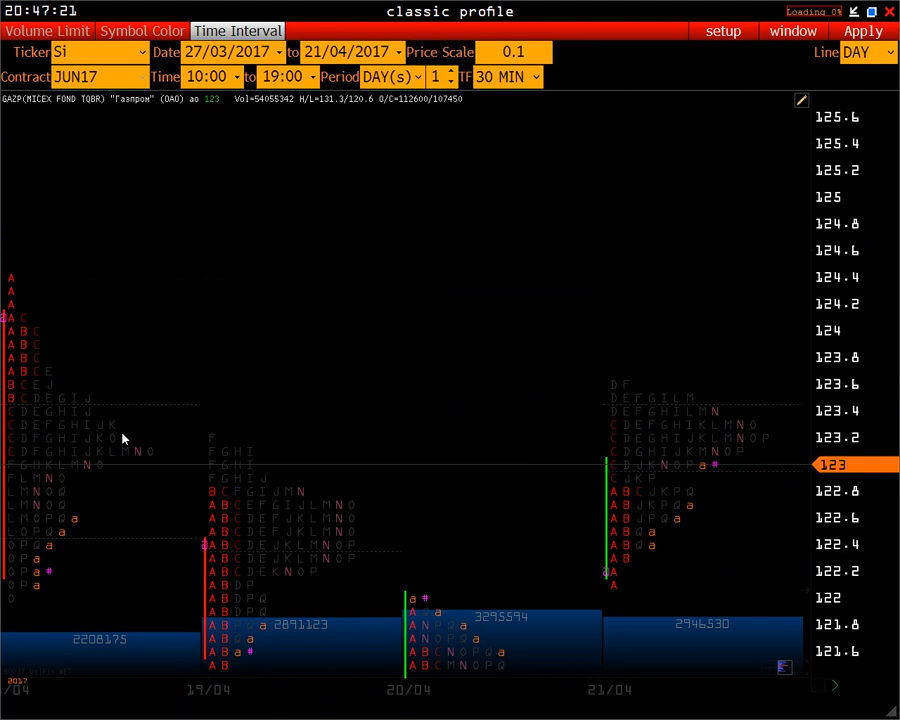 20:47:21 classic profile Loading 0%
Volume Limit Symbol Color Time Interval setup window Apply
Ticker Si Date 27/03/2017 to 21/04/2017 Price Scale 0.1 Line DAY
Contract JUN17 Time 10:00 to 19:00 Period DAY(s) 1 TF 30 MIN
GAZP(MICEX FOND TQBR) "Газпром" (ОАО) ао 123 Vol=54055342 H/L=131.3/120.6 O/C=112600/107450
125.6
125.4
125.2
125
124.8
124.6
A 124.4
A
A 124.2
a A C
A B C 124
A B C
A B C 123.8
A B C E
B C E J D F 123.6
B C D E G I J D E F G I L M
C D E G H I J D E F G H I L M N 123.4
C D E F G H I J K C D E F G H I K L M N O
C D F G H I J K O F C D E F G H I J K L M N O P 123.2
C D F G H I J K L M N O F G H I C D G H I J K M N O P
F G H K L M N O F G H I C D J K N O P a # 123
F L M N O F G H I J C J K P
L M N O Q B C F G I J M N A B C J K P Q 122.8
L M N O Q A B C E F G I J L M N O A B J K P Q a
L M O P Q a A B C D E F J K L M N O A B J P Q a 122.6
L O P Q a A B C D E F J K L M N O A B Q a
O P Q a a A B C D E J K L M N O P A B Q a 122.4
O P a A B C D E J K L M N O P A B
O P Q a # A B D E K N O P a A 122.2
O P a A B D P A
O A B D P Q a # 122
A B D P Q A Q a
2208175 A B P Q a 2891123 A N P Q a 3295594 2946530 121.8
A B Q a A N O P Q a
A B a # A B C N O P Q a 121.6
A B A B C M N O P Q a
2017
/04 19/04 20/04 21/04